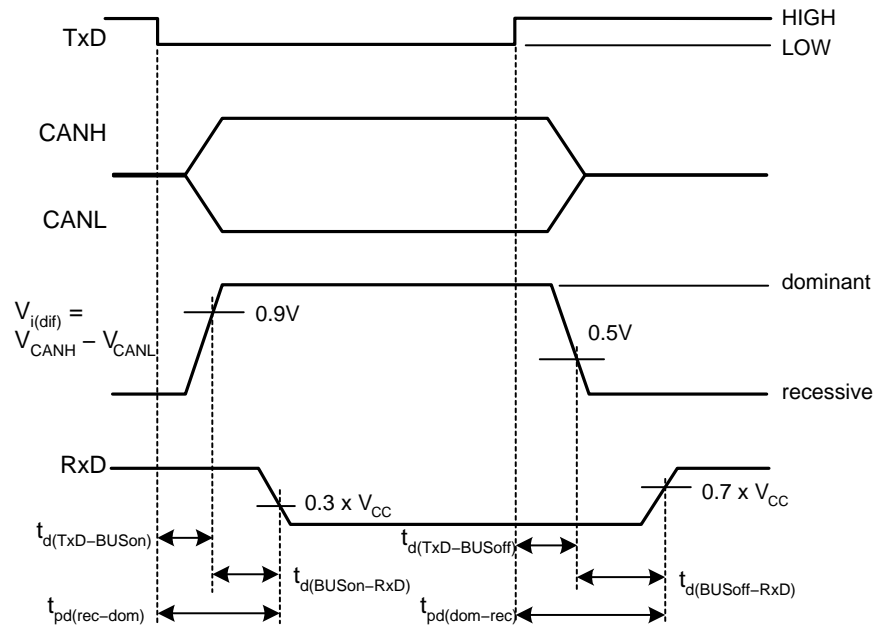 HIGH
TxD
LOW
CANH
CANL
dominant
V_i(dif) =
V_CANH – V_CANL
0.9V
0.5V
recessive
RxD
0.3 x V_CC
0.7 x V_CC
t_d(TxD–BUSon)
t_d(TxD–BUSoff)
t_d(BUSon–RxD)
t_d(BUSoff–RxD)
t_pd(rec–dom)
t_pd(dom–rec)